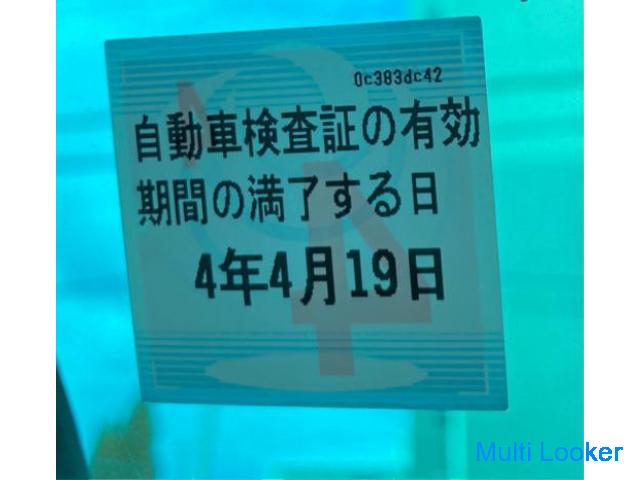 0c383dc42
自動車検査証の有効
期間の満了する日
4年4月19日
Multi Looker